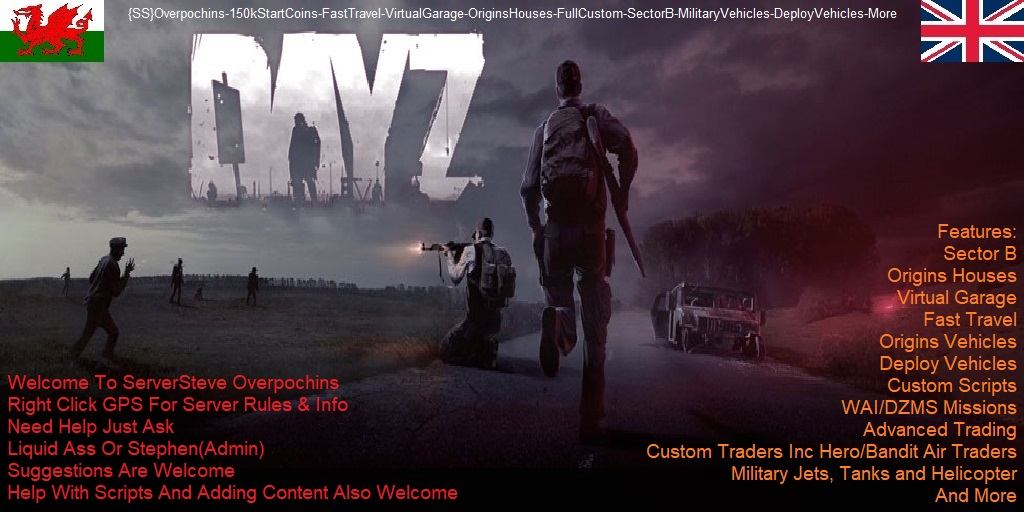 {SS}Overpochins-150kStartCoins-FastTravel-VirtualGarage-OriginsHouses-FullCustom-SectorB-MilitaryVehicles-DeployVehicles-More
DAYZ
Features:
Sector B
Origins Houses
Virtual Garage
Fast Travel
Origins Vehicles
Deploy Vehicles
Custom Scripts
WAI/DZMS Missions
Advanced Trading
Custom Traders Inc Hero/Bandit Air Traders
Military Jets, Tanks and Helicopter
And More
Welcome To ServerSteve Overpochins
Right Click GPS For Server Rules & Info
Need Help Just Ask
Liquid Ass Or Stephen(Admin)
Suggestions Are Welcome
Help With Scripts And Adding Content Also Welcome